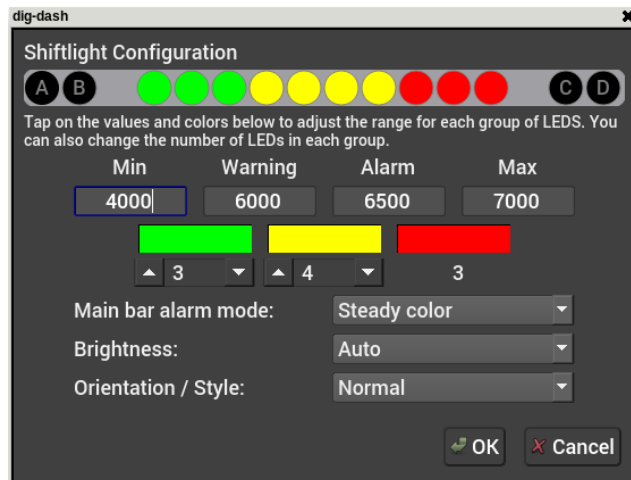 dig-dash
Shiftlight Configuration
A B C D
Tap on the values and colors below to adjust the range for each group of LEDS. You
can also change the number of LEDs in each group.
Min Warning Alarm Max
4000 6000 6500 7000
3 4 3
Main bar alarm mode: Steady color
Brightness: Auto
Orientation / Style: Normal
OK Cancel